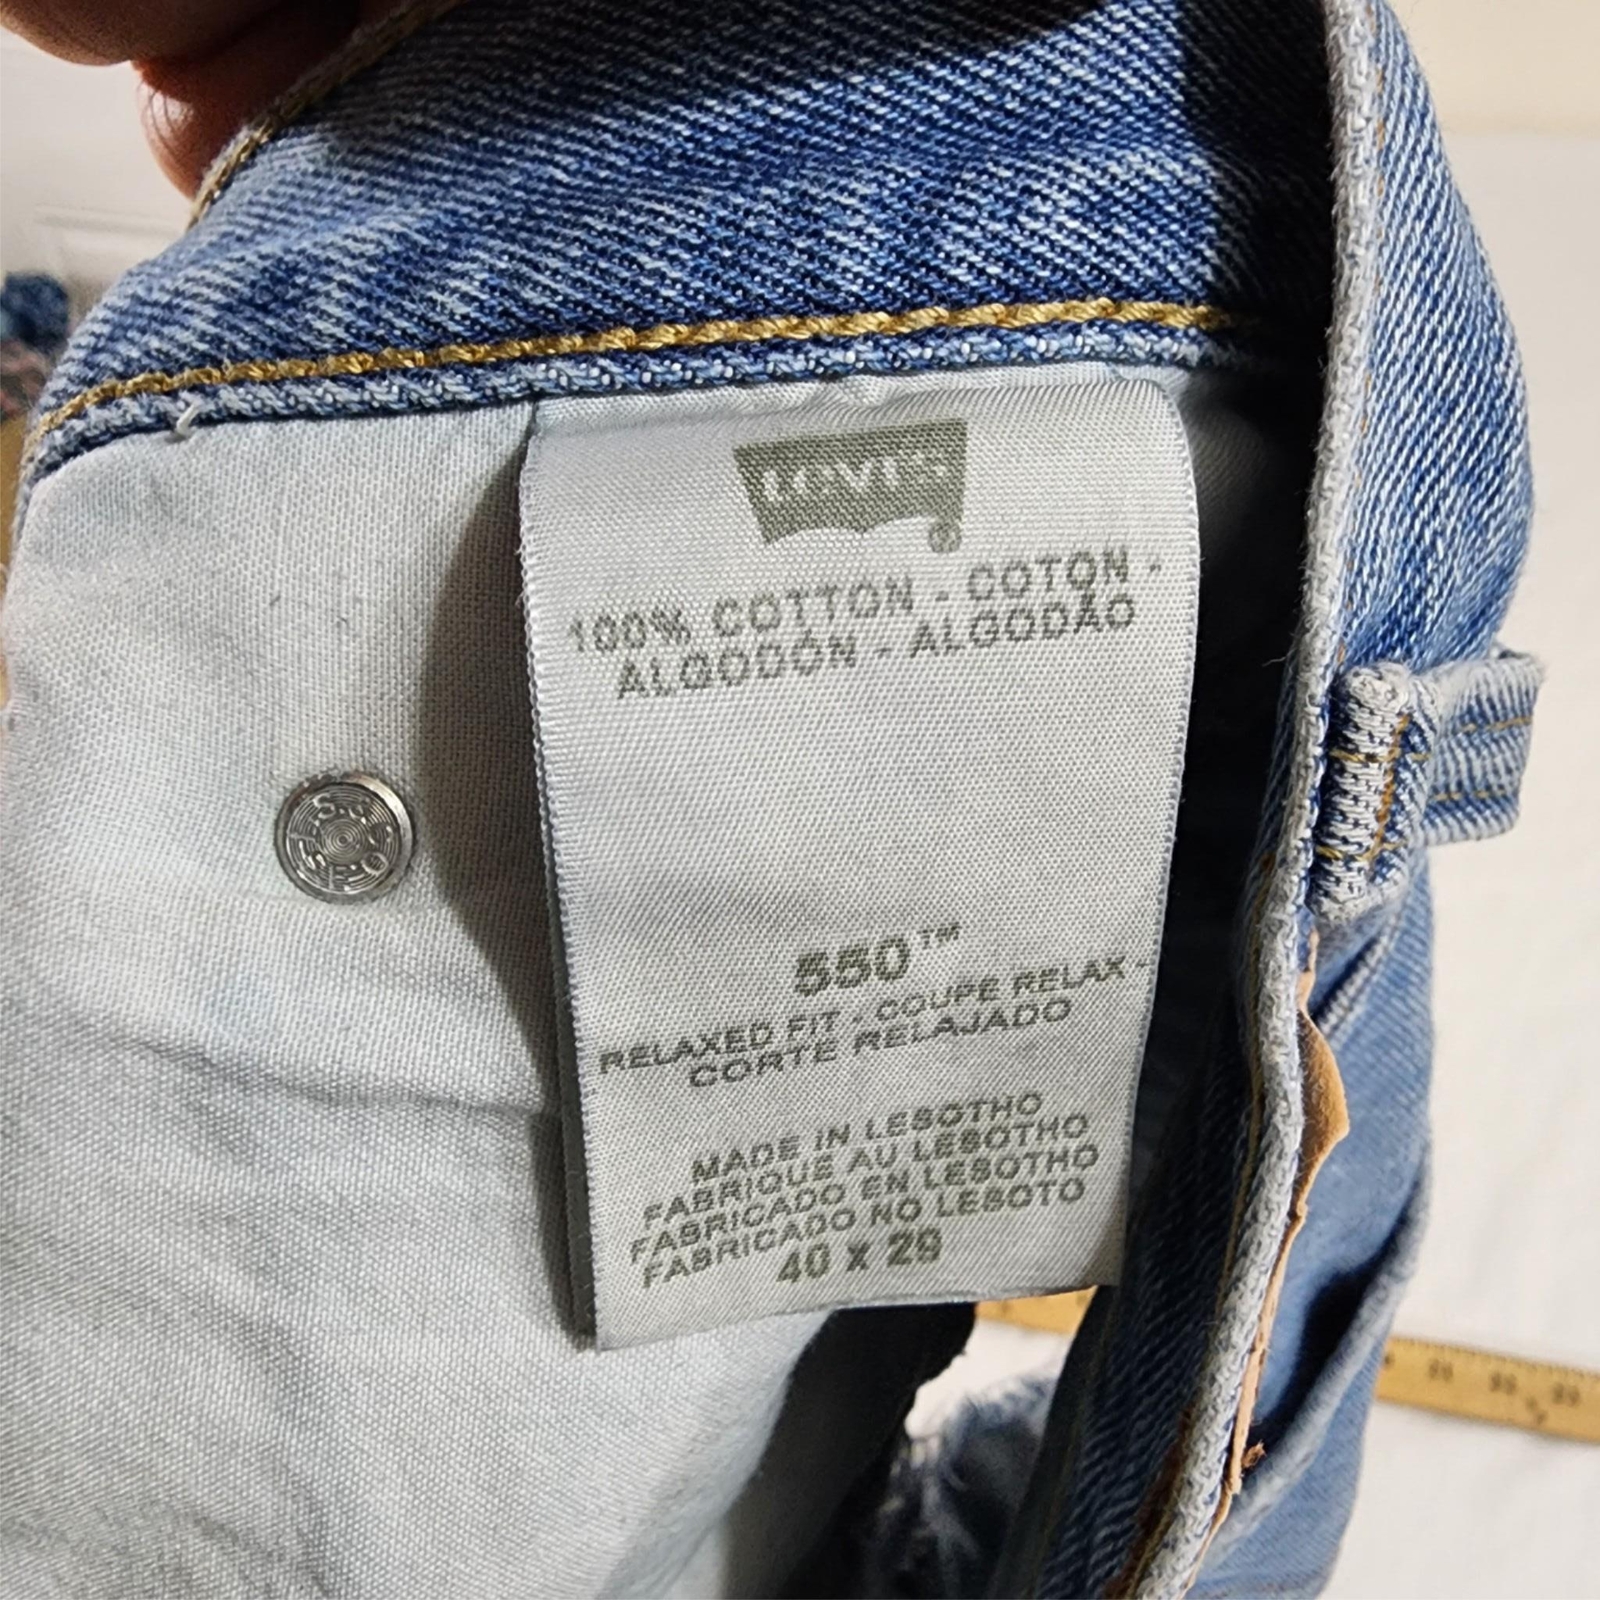 Levi's
®
100% COTTON - COTON -
ALGODÓN - ALGODÃO
550™
RELAXED FIT - COUPE RELAX -
CORTE RELAJADO
MADE IN LESOTHO
FABRIQUE AU LESOTHO
FABRICADO EN LESOTHO
FABRICADO NO LESOTO
40 x 29